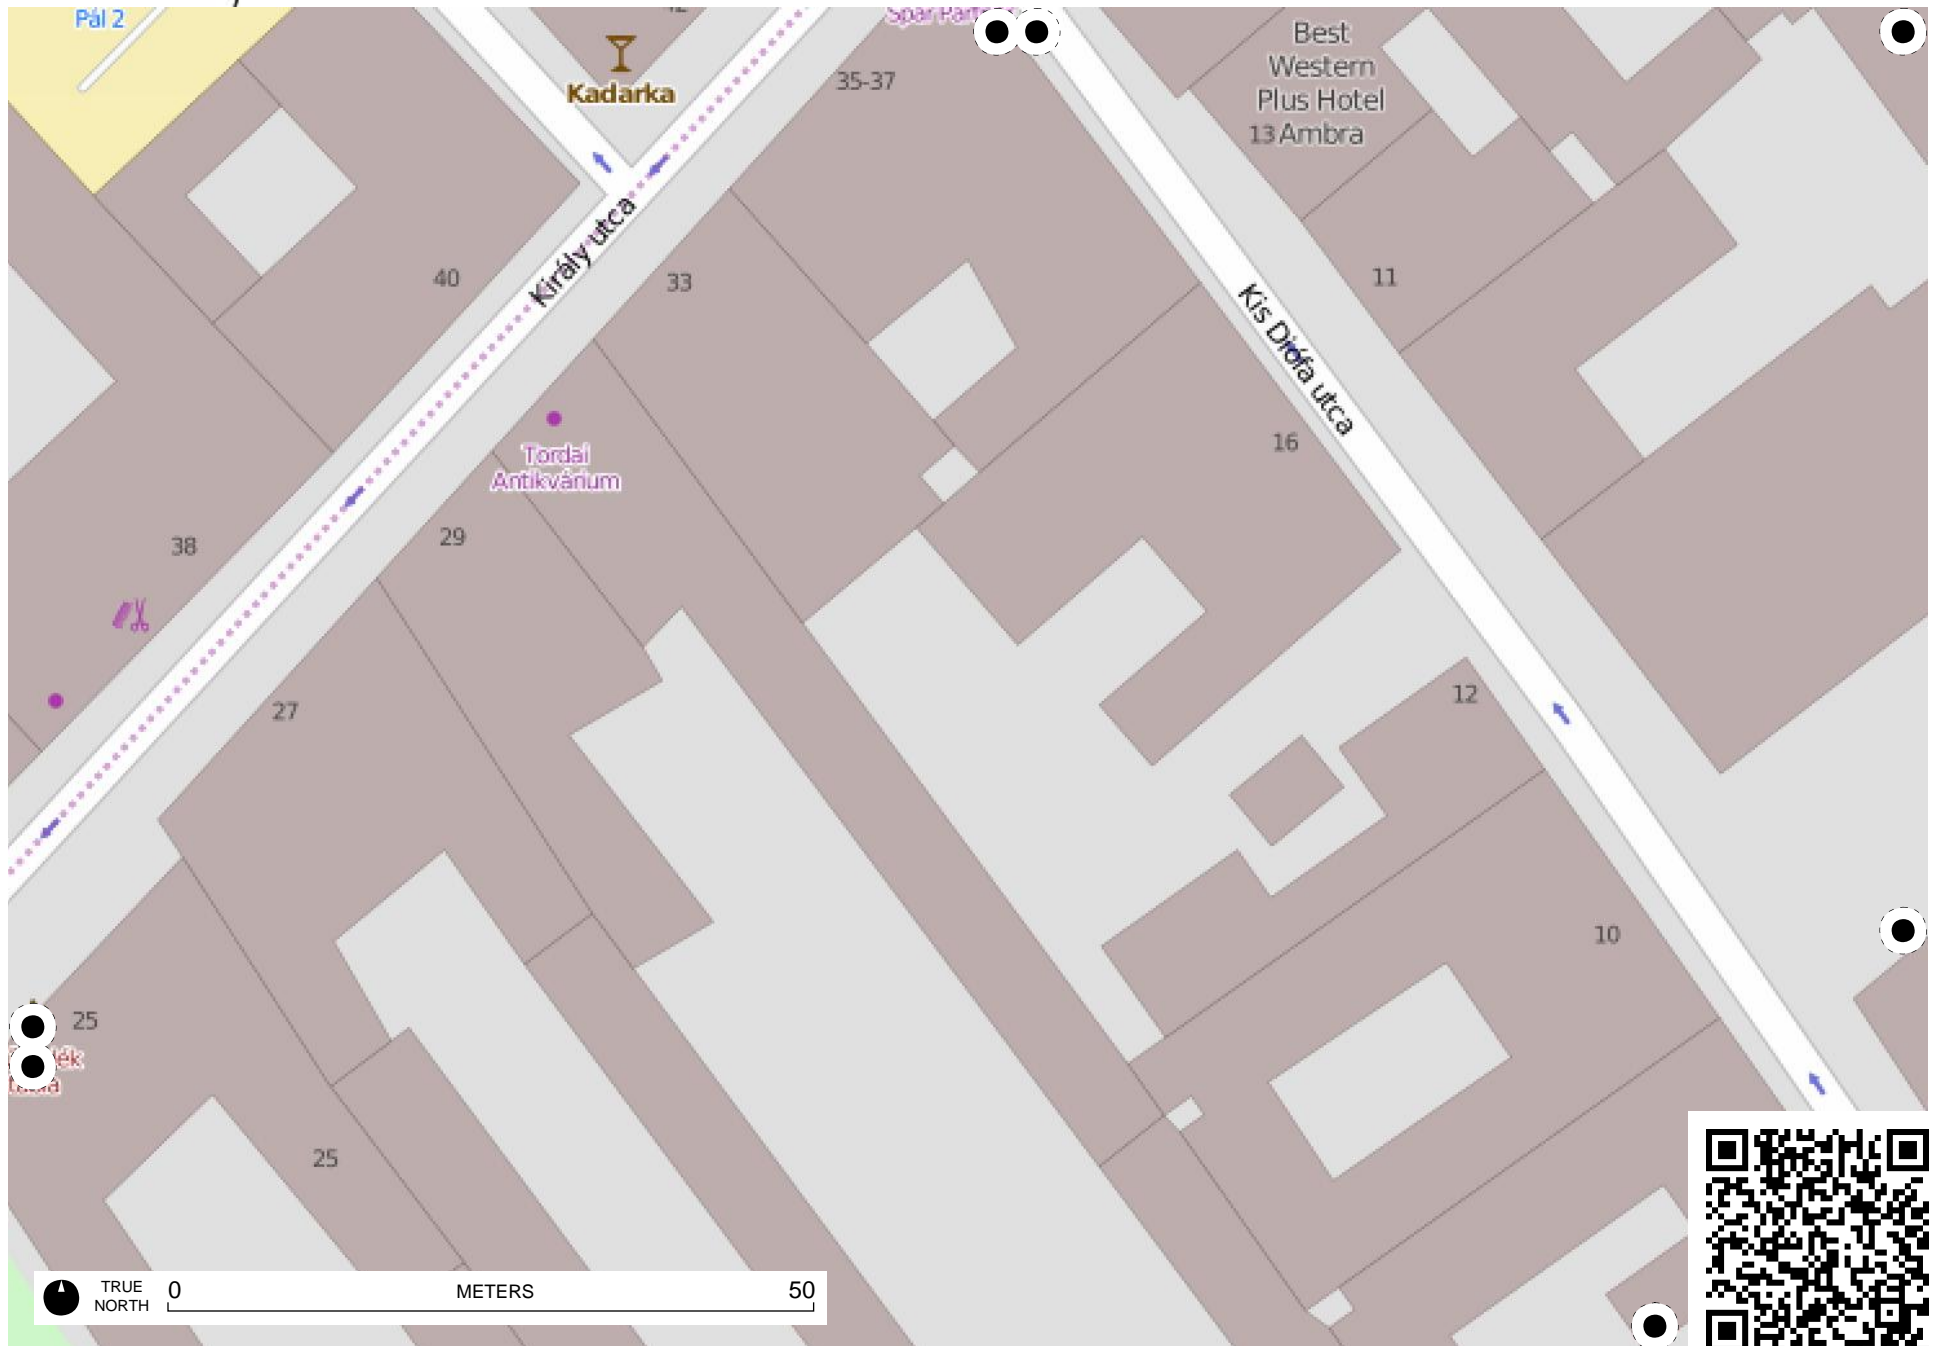 Pál 2
Kadarka
35-37
Best
Western
Plus Hotel
13 Ambra
Király utca
40
33
11
Kis Diófa utca
16
Tordai
Antikvárium
29
38
27
12
10
25
25
TRUE
NORTH
0
METERS
50